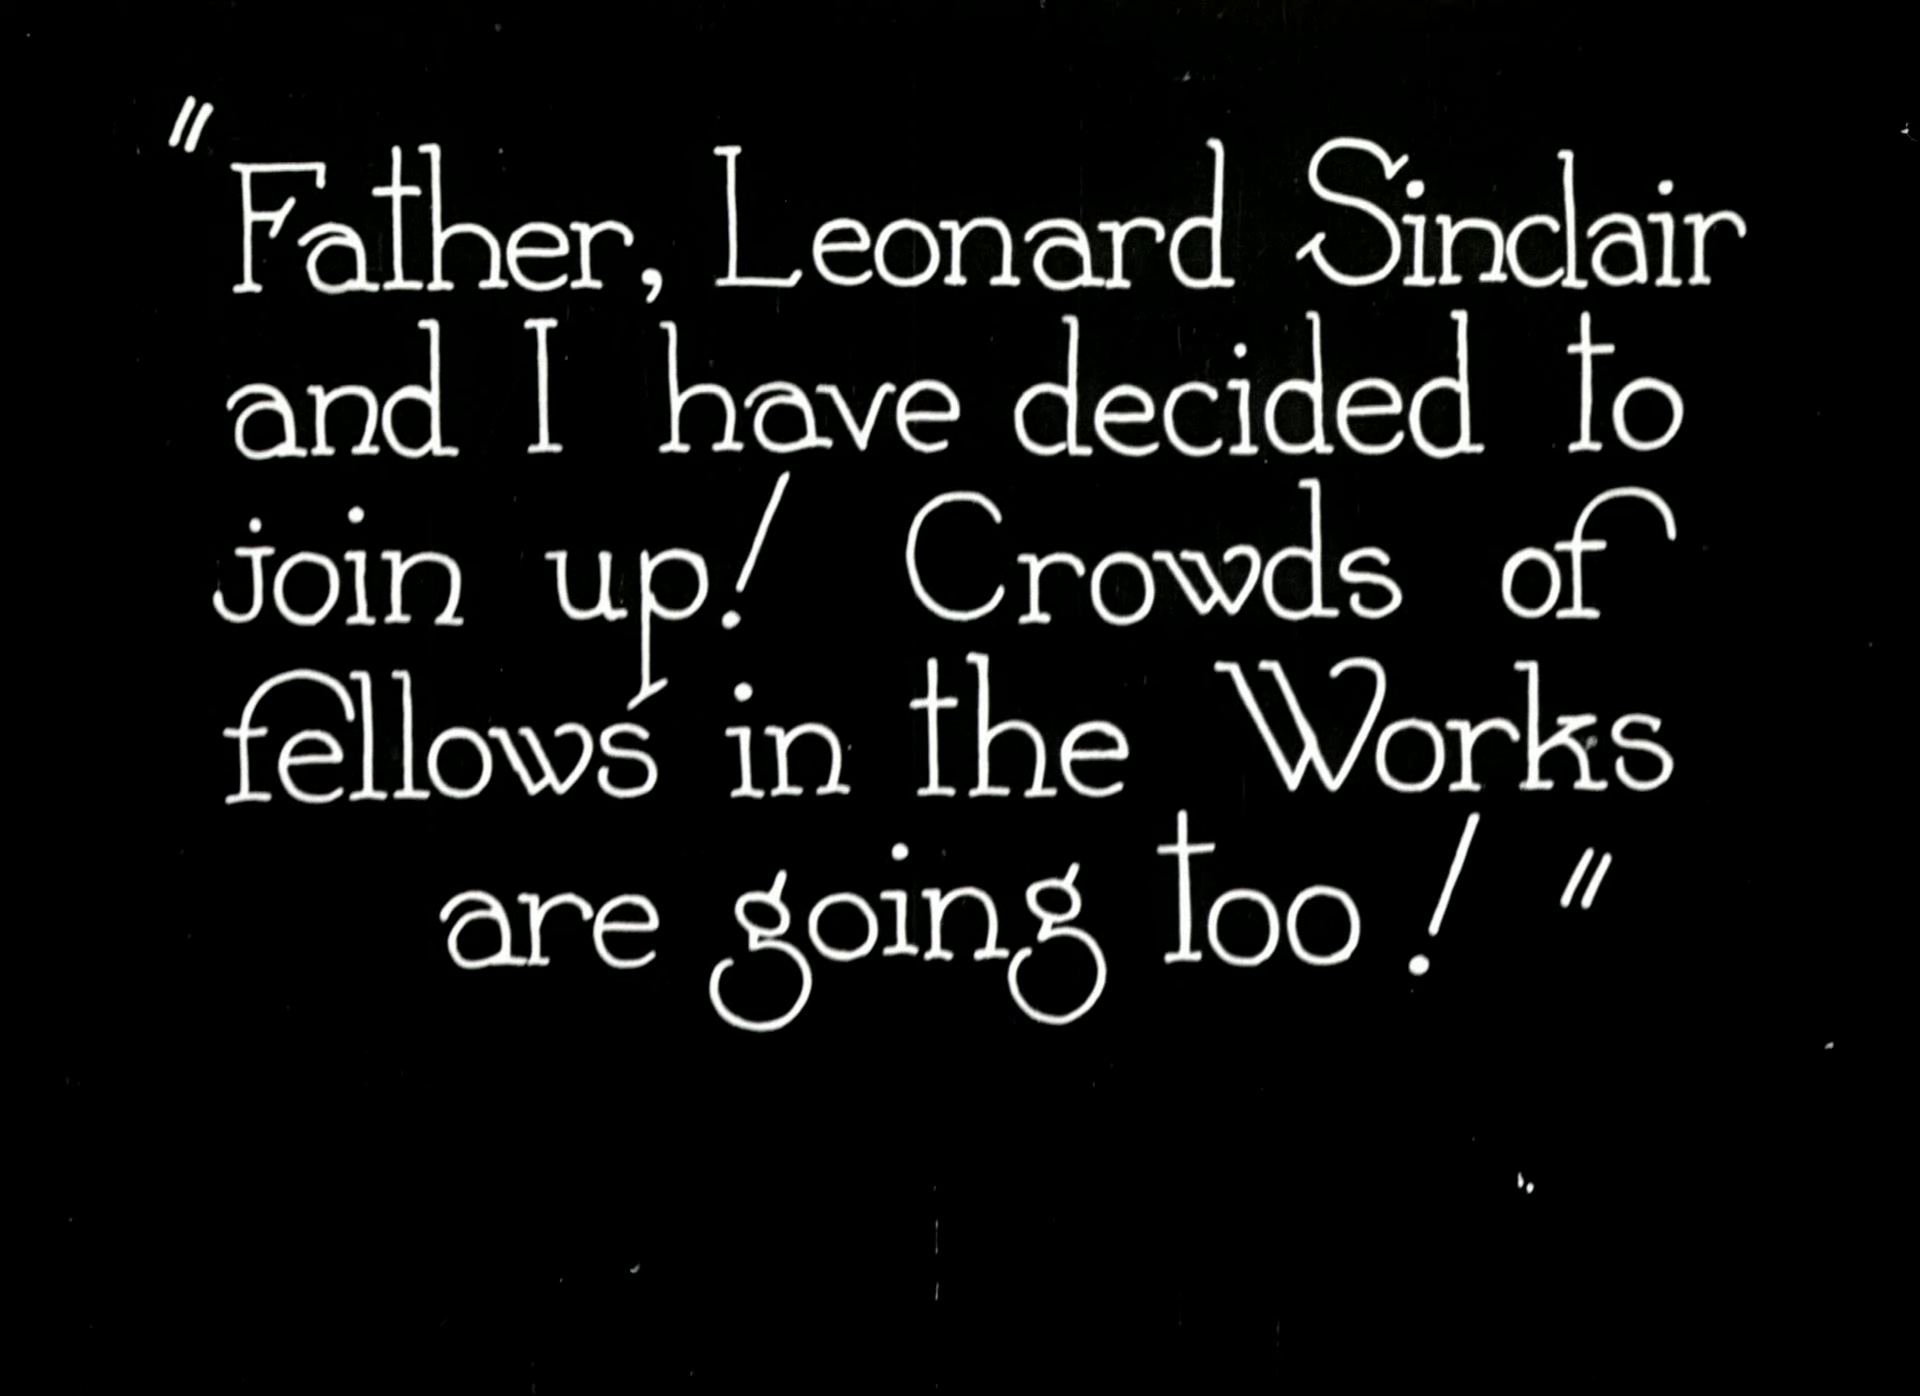 "Father, Leonard Sinclair
and I have decided to
join up! Crowds of
fellows in the Works
are going too! "